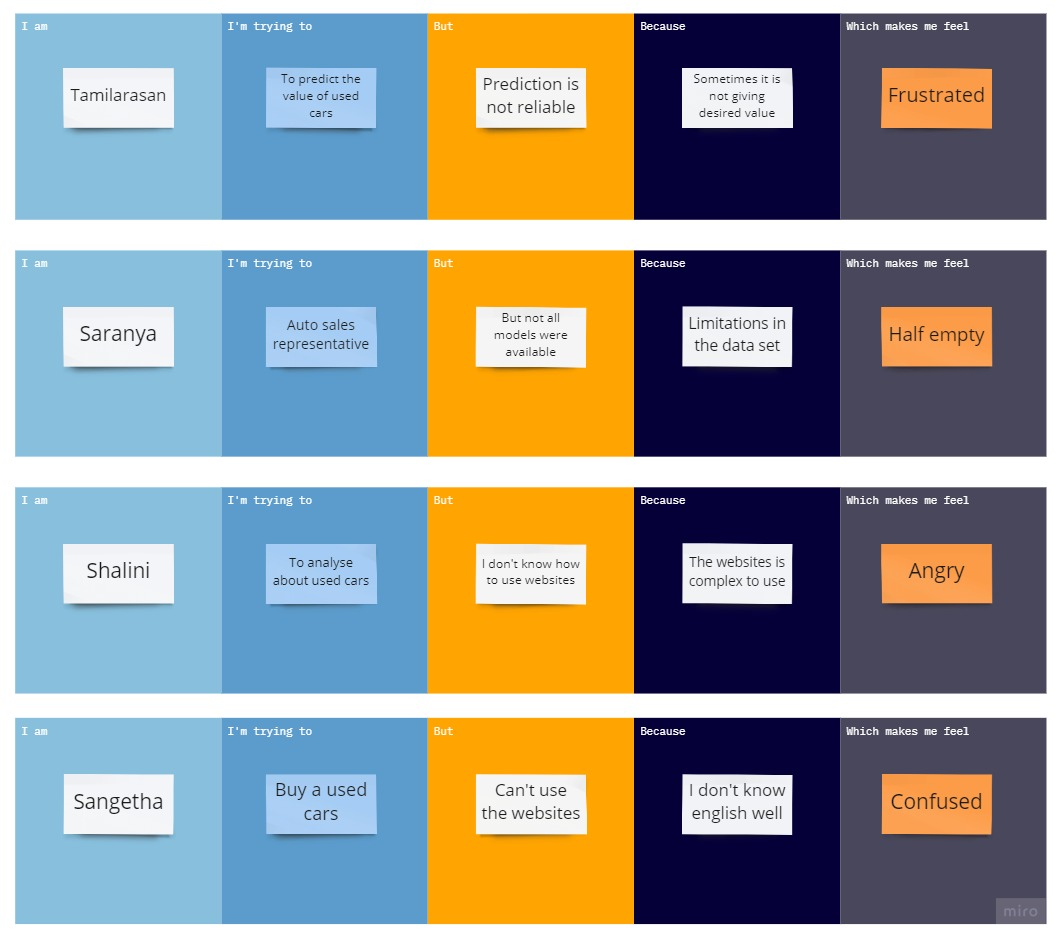 I am
I'm trying to
But
Because
Which makes me feel
Tamilarasan
To predict the
value of used
cars
Prediction is
not reliable
Sometimes it is
not giving
desired value
Frustrated
I am
I'm trying to
But
Because
Which makes me feel
Saranya
Auto sales
representative
But not all
models were
available
Limitations in
the data set
Half empty
I am
I'm trying to
But
Because
Which makes me feel
Shalini
To analyse
about used cars
I don't know how
to use websites
The websites is
complex to use
Angry
I am
I'm trying to
But
Because
Which makes me feel
Sangetha
Buy a used
cars
Can't use
the websites
I don't know
english well
Confused
miro